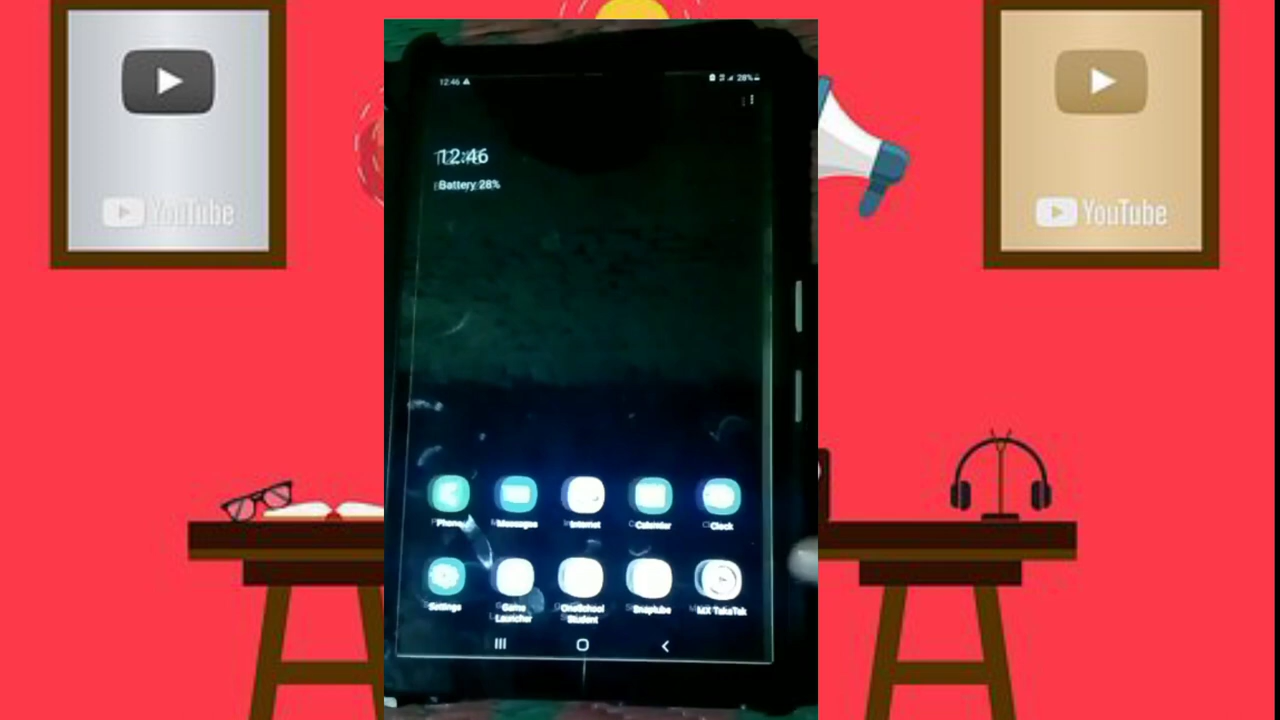 YouTube
YouTube
12:46
28%
12:46
Battery 28%
Phone
Messages
Internet
Calendar
Clock
Settings
Game
Launcher
OneSchool
Student
Snaptube
MX TakaTak